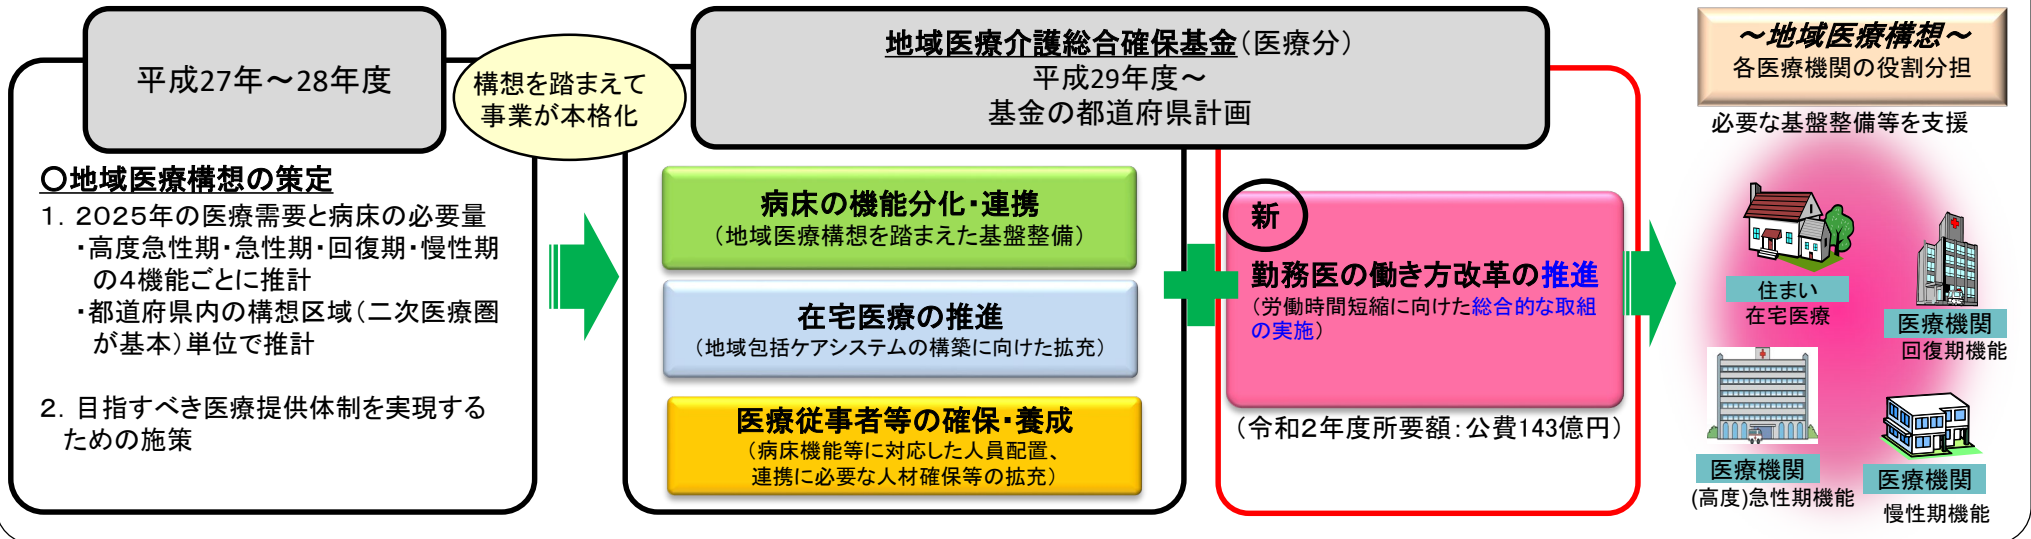 平成27年~28年度
〇地域医療構想の策定
1. 2025年の医療需要と病床の必要量
・高度急性期・急性期・回復期・慢性期
の4機能ごとに推計
・都道府県内の構想区域(二次医療圏
が基本)単位で推計
2. 目指すべき医療提供体制を実現する
ための施策
構想を踏まえて
事業が本格化
地域医療介護総合確保基金(医療分)
平成29年度~
基金の都道府県計画
病床の機能分化・連携
(地域医療構想を踏まえた基盤整備)
在宅医療の推進
(地域包括ケアシステムの構築に向けた拡充)
医療従事者等の確保・養成
(病床機能等に対応した人員配置、
連携に必要な人材確保等の拡充)
新
勤務医の働き方改革の推進
(労働時間短縮に向けた総合的な取組
の実施)
(令和2年度所要額:公費143億円)
~地域医療構想~
各医療機関の役割分担
必要な基盤整備等を支援
住まい
在宅医療
医療機関
回復期機能
医療機関
(高度)急性期機能
医療機関
慢性期機能